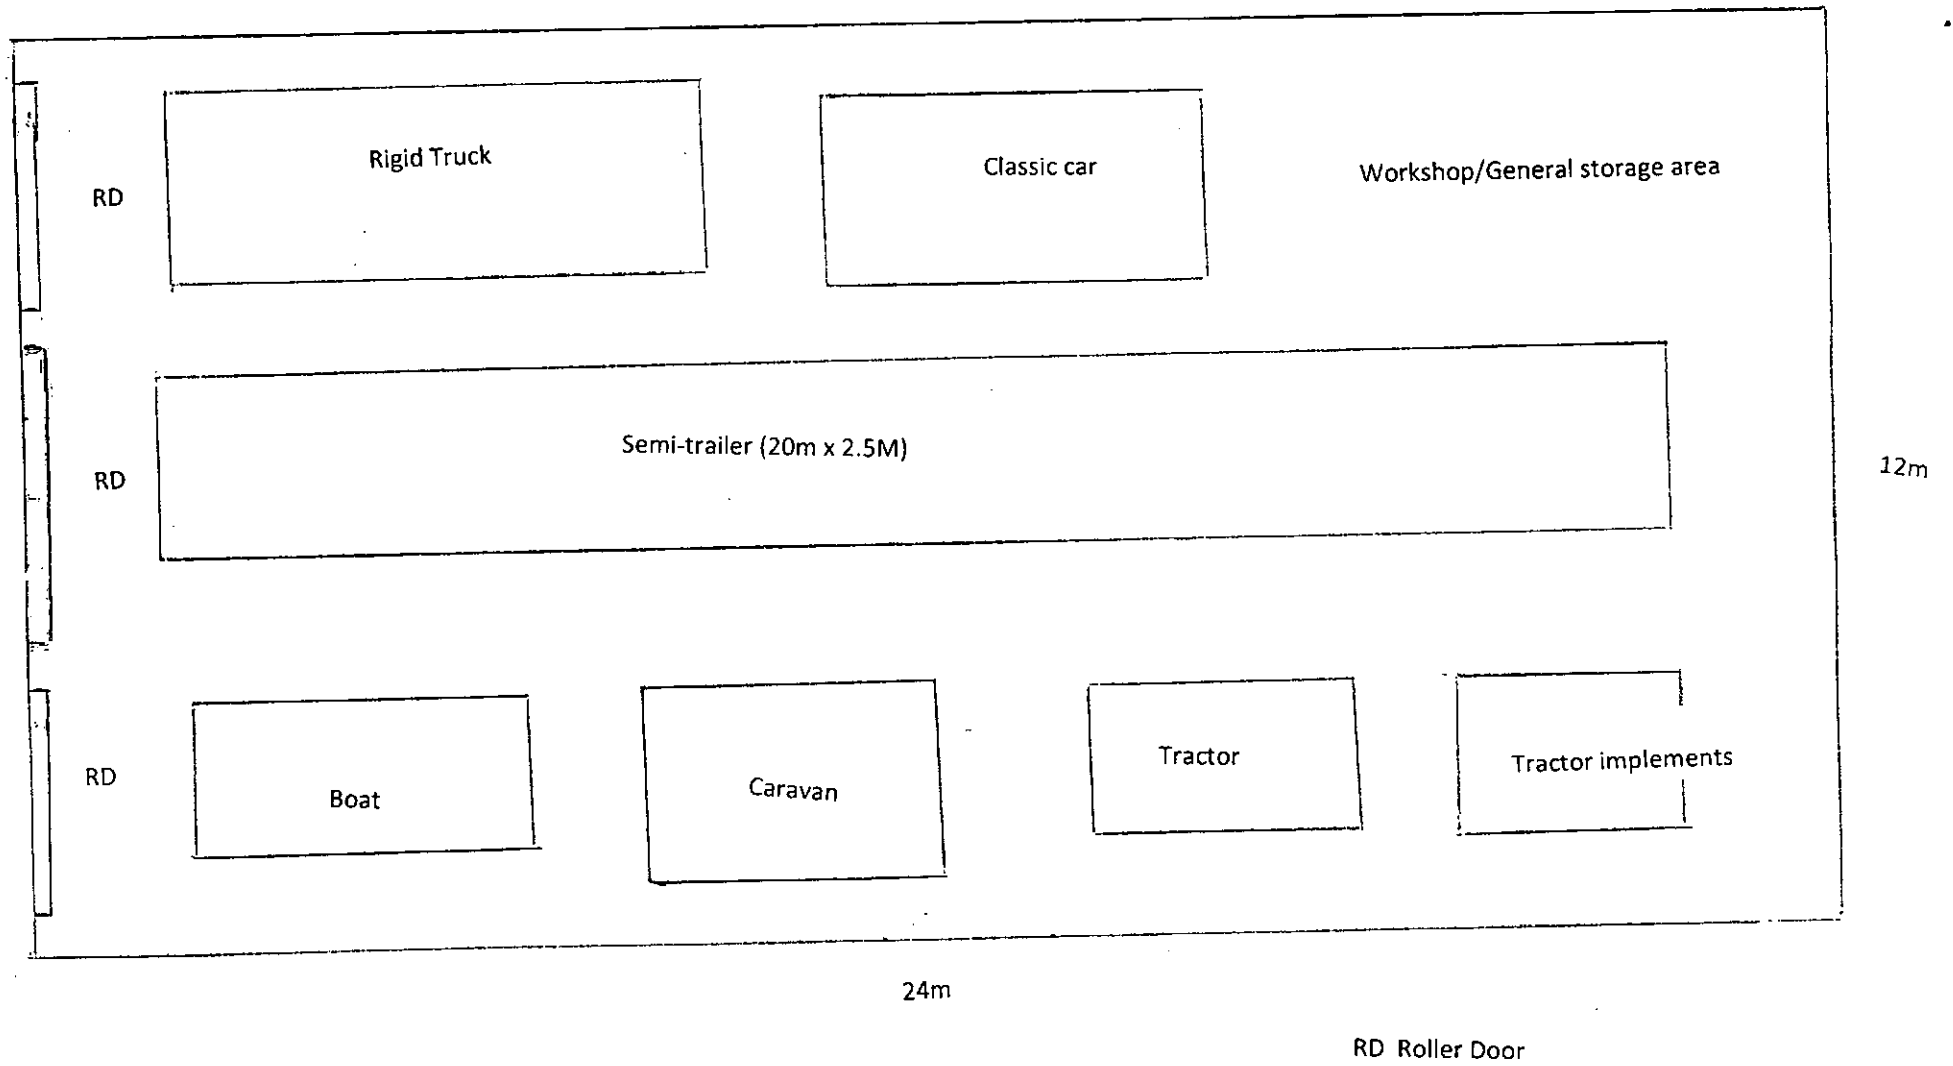 Rigid Truck
Classic car
Workshop/General storage area
RD
Semi-trailer (20m x 2.5M)
RD
12m
RD
Boat
Caravan
Tractor
Tractor implements
24m
RD Roller Door